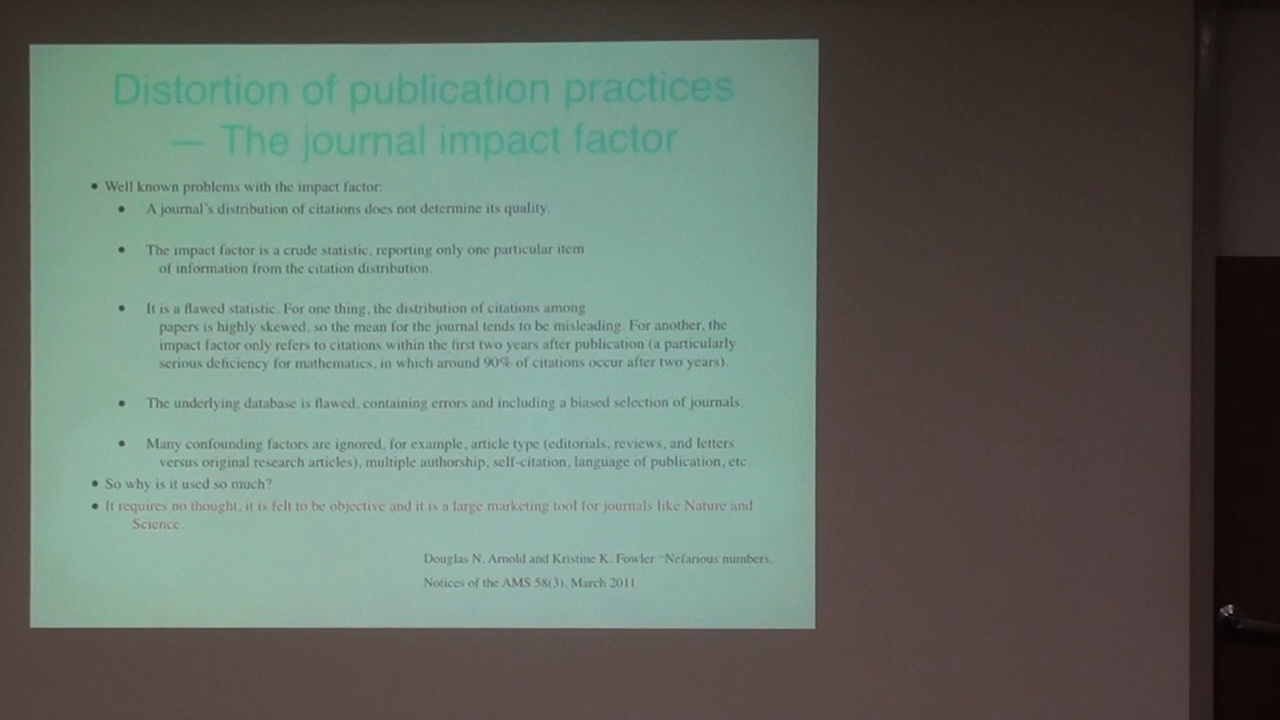 Distortion of publication practices
— The journal impact factor
• Well known problems with the impact factor:
• A journal's distribution of citations does not determine its quality.
• The impact factor is a crude statistic, reporting only one particular item
of information from the citation distribution.
• It is a flawed statistic. For one thing, the distribution of citations among
papers is highly skewed, so the mean for the journal tends to be misleading. For another, the
impact factor only refers to citations within the first two years after publication (a particularly
serious deficiency for mathematics, in which around 90% of citations occur after two years).
• The underlying database is flawed, containing errors and including a biased selection of journals.
• Many confounding factors are ignored, for example, article type (editorials, reviews, and letters
versus original research articles), multiple authorship, self-citation, language of publication, etc.
• So why is it used so much?
• It requires no thought, it is felt to be objective and it is a large marketing tool for journals like Nature and
Science.
Douglas N. Arnold and Kristine K. Fowler “Nefarious numbers,
Notices of the AMS 58(3), March 2011